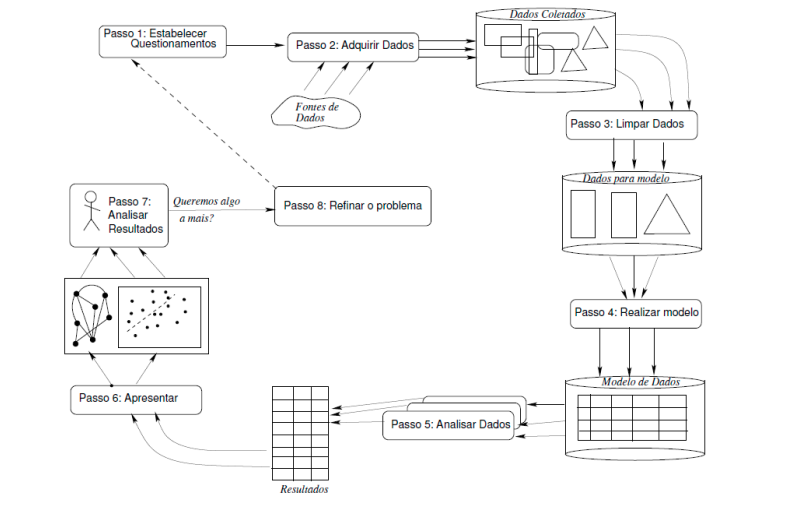 Passo 1: Estabelecer
Questionamentos
Passo 2: Adquirir Dados
Dados Coletados
Fontes de
Dados
Passo 3: Limpar Dados
Dados para modelo
Passo 7:
Analisar
Resultados
Queremos algo
a mais?
Passo 8: Refinar o problema
Passo 4: Realizar modelo
Modelo de Dados
Passo 6: Apresentar
Passo 5: Analisar Dados
Resultados